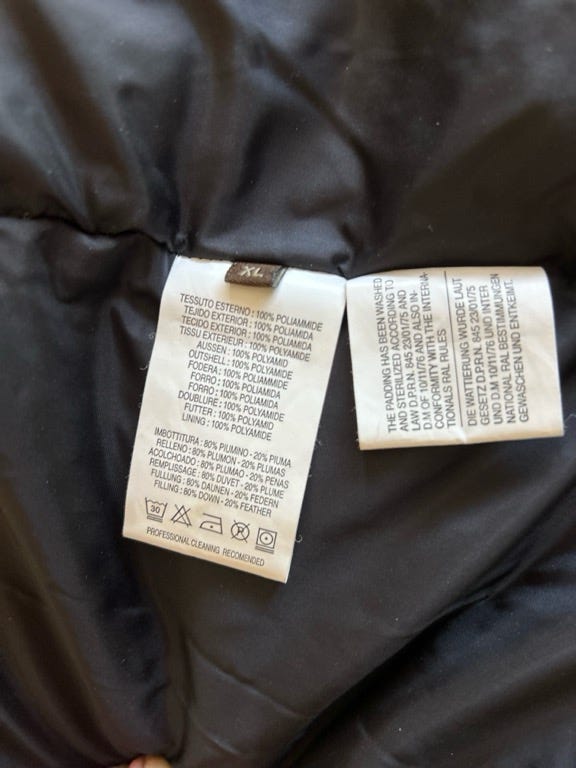 XL
TESSUTO ESTERNO : 100% POLIAMMIDE
TEJIDO EXTERIOR : 100% POLIAMIDA
TECIDO EXTERIOR : 100% POLIAMIDA
TISSU EXTERIEUR : 100% POLYAMIDE
AUSSEN : 100% POLYAMID
OUTSHELL : 100% POLYAMIDE
FODERA : 100% POLIAMMIDE
FORRO : 100% POLIAMIDA
FORRO : 100% POLIAMIDA
DOUBLURE : 100% POLYAMIDE
FUTTER : 100% POLYAMID
LINING : 100% POLYAMIDE
IMBOTTITURA : 80% PIUMINO - 20% PIUMA
RELLENO : 80% PLUMON - 20% PLUMAS
ACOLCHOADO : 80% PLUMAO - 20% PENAS
REMPLISSAGE : 80% DUVET - 20% PLUME
FULLUNG : 80% DAUNEN - 20% FEDERN
FILLING : 80% DOWN - 20% FEATHER
30
PROFESSIONAL CLEANING RECOMENDED
THE PADDING HAS BEEN WASHED
AND STERILIZED ACCORDING TO
LAW D.P.R.N. 845 23/01/75 AND
D.M OF 10/11/76 AND ALSO IN-
CONFORMITY WITH THE INTERNA-
DONALS RAL RULES
DIE WATTIERUNG WURDE LAUT
GESETZ D.P.R.N. 845 23/01/75
UND D.M 10/11/76 UND INTER
NATIONAL RAL BESTIMMUNGEN
GEWASCHEN UND ENTKEIMT.